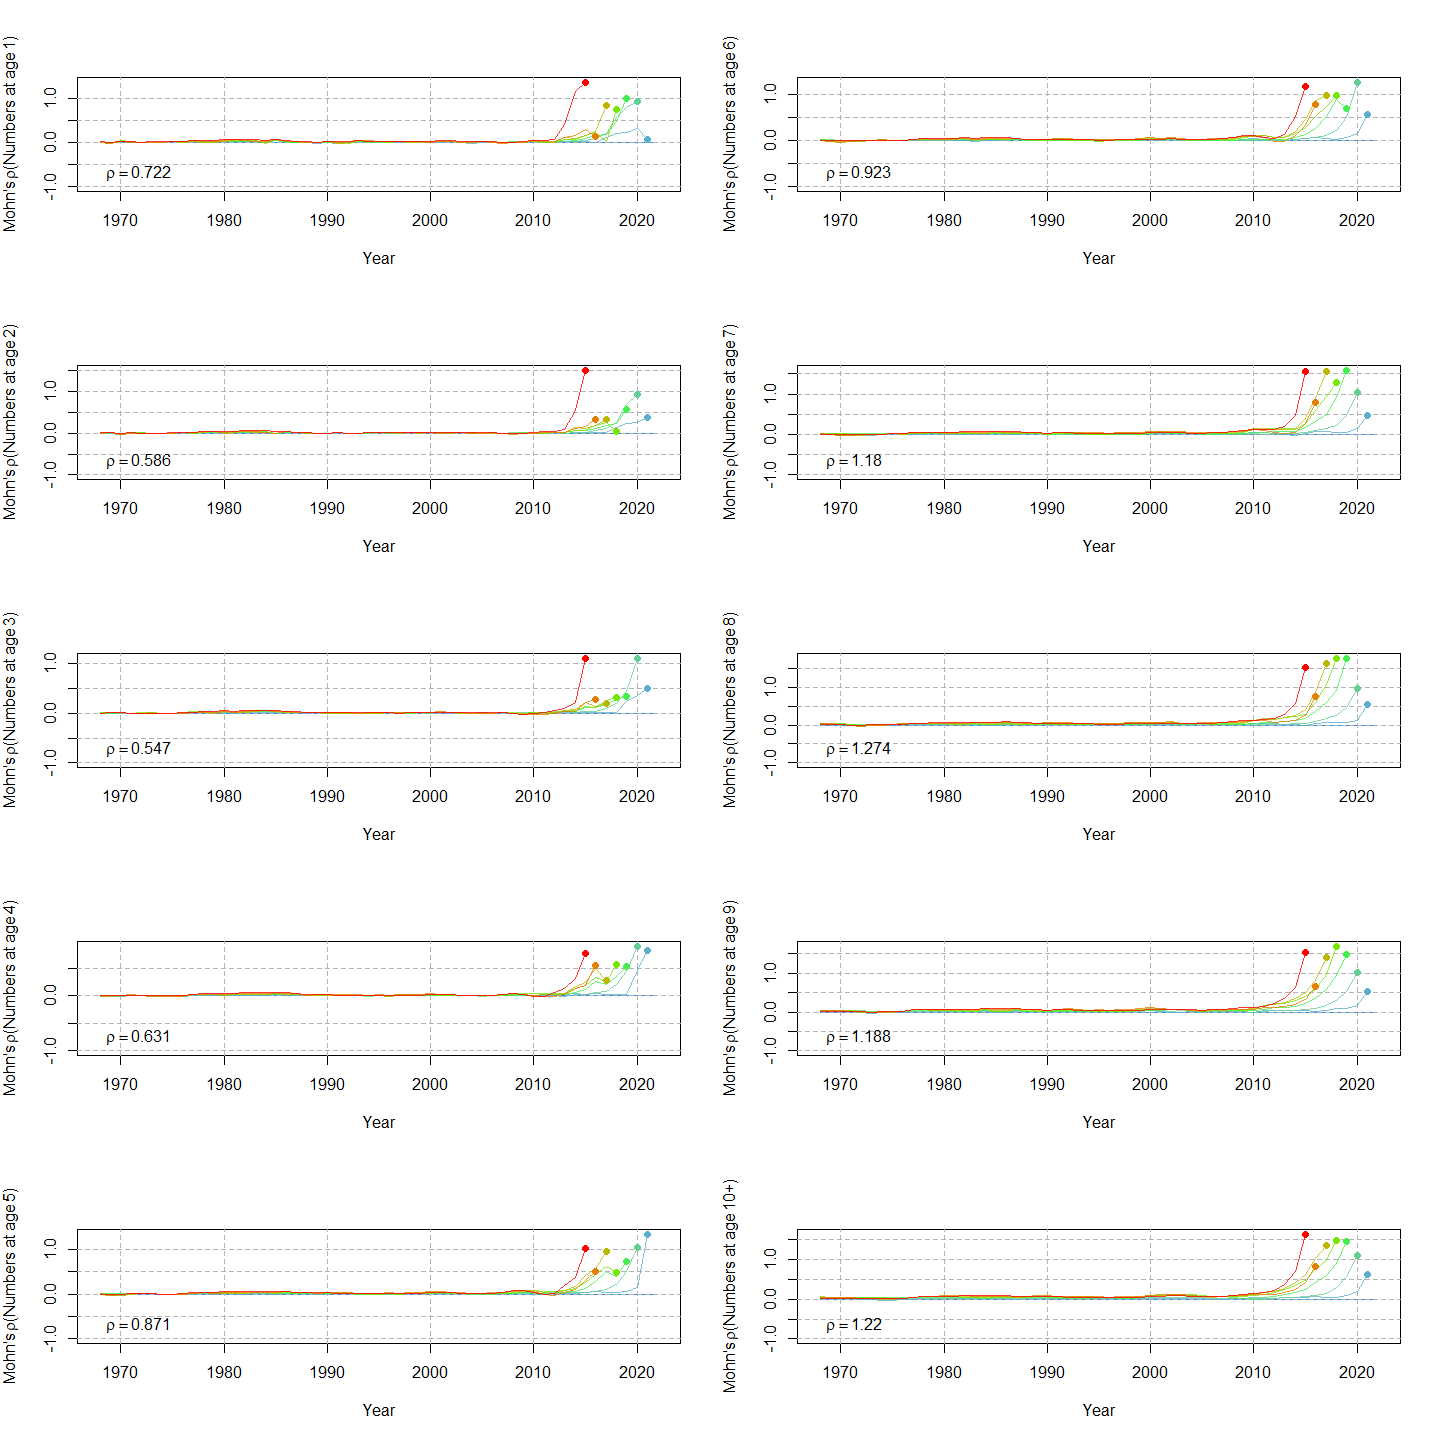 Mohn's ρ(Numbers at age 1)
1.0
0.0
-1.0
ρ = 0.722
1970 1980 1990 2000 2010 2020
Year
Mohn's ρ(Numbers at age 6)
1.0
0.0
-1.0
ρ = 0.923
1970 1980 1990 2000 2010 2020
Year
Mohn's ρ(Numbers at age 2)
1.0
0.0
-1.0
ρ = 0.586
1970 1980 1990 2000 2010 2020
Year
Mohn's ρ(Numbers at age 7)
1.0
0.0
-1.0
ρ = 1.18
1970 1980 1990 2000 2010 2020
Year
Mohn's ρ(Numbers at age 3)
1.0
0.0
-1.0
ρ = 0.547
1970 1980 1990 2000 2010 2020
Year
Mohn's ρ(Numbers at age 8)
1.0
0.0
-1.0
ρ = 1.274
1970 1980 1990 2000 2010 2020
Year
Mohn's ρ(Numbers at age 4)
0.0
-1.0
ρ = 0.631
1970 1980 1990 2000 2010 2020
Year
Mohn's ρ(Numbers at age 9)
1.0
0.0
-1.0
ρ = 1.188
1970 1980 1990 2000 2010 2020
Year
Mohn's ρ(Numbers at age 5)
1.0
0.0
-1.0
ρ = 0.871
1970 1980 1990 2000 2010 2020
Year
Mohn's ρ(Numbers at age 10+)
1.0
0.0
-1.0
ρ = 1.22
1970 1980 1990 2000 2010 2020
Year